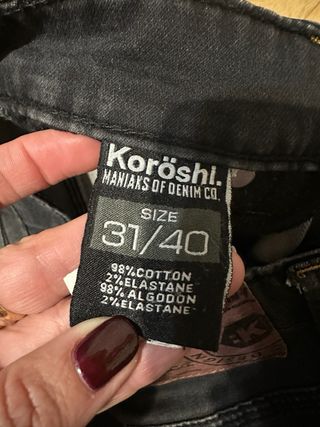 Koröshi.
MANIAKS OF DENIM CO.
SIZE
31/40
98%COTTON
2%ELASTANE
98% ALGODON
2% ELASTANE